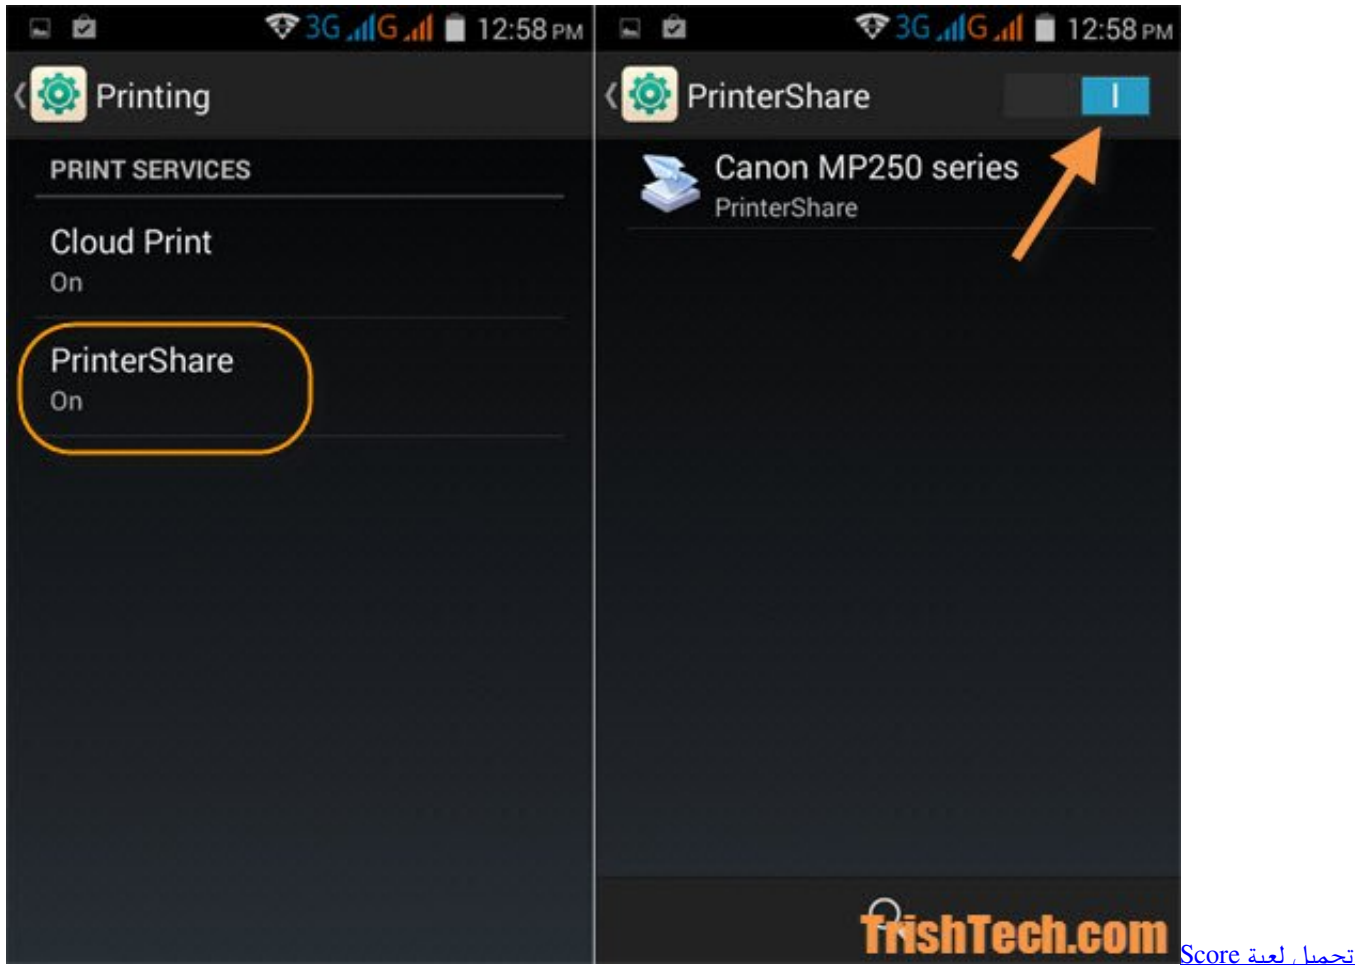 3G G 12:58 PM
Printing
PRINT SERVICES
Cloud Print
On
PrinterShare
On
3G G 12:58 PM
PrinterShare
Canon MP250 series
PrinterShare
TrishTech.com
تحميل لعبة Score